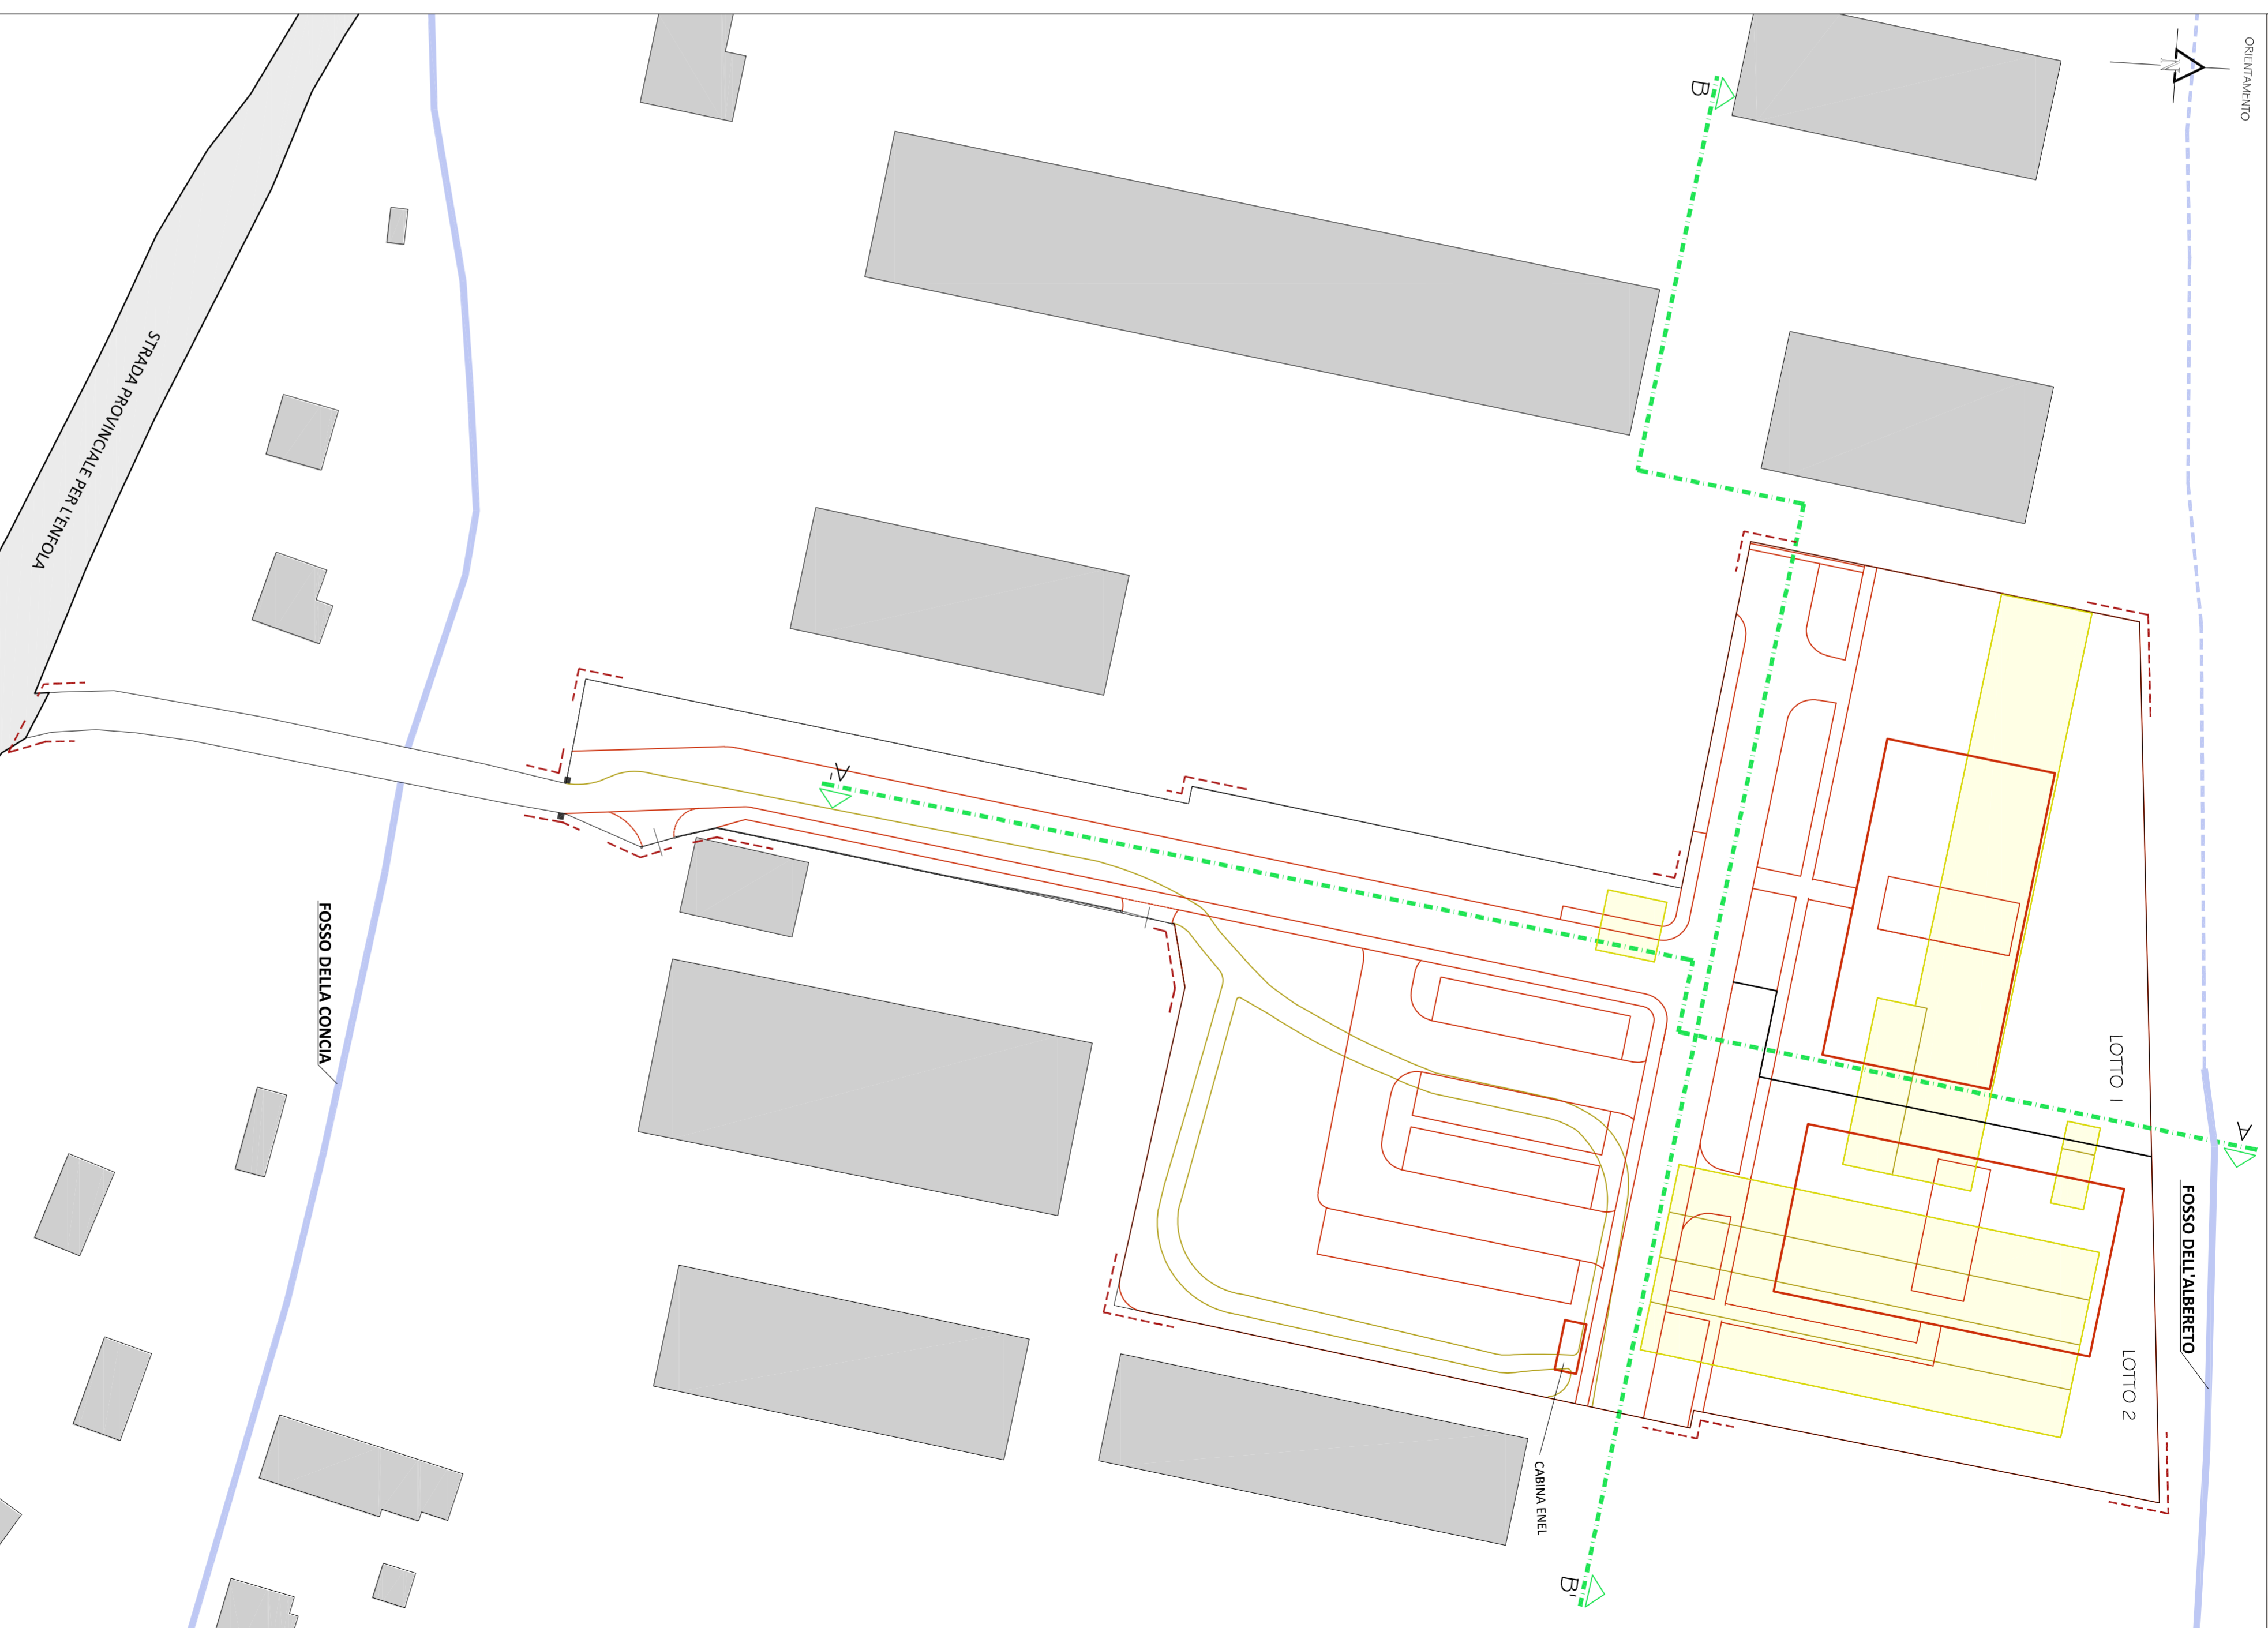 ORIENTAMENTO
N
B
STRADA PROVINCIALE PER L'ENFOLA
A'
FOSSO DELLA CONCIA
LOTTO 1
A
FOSSO DELL'ALBERETO
LOTTO 2
CABINA ENEL
B'